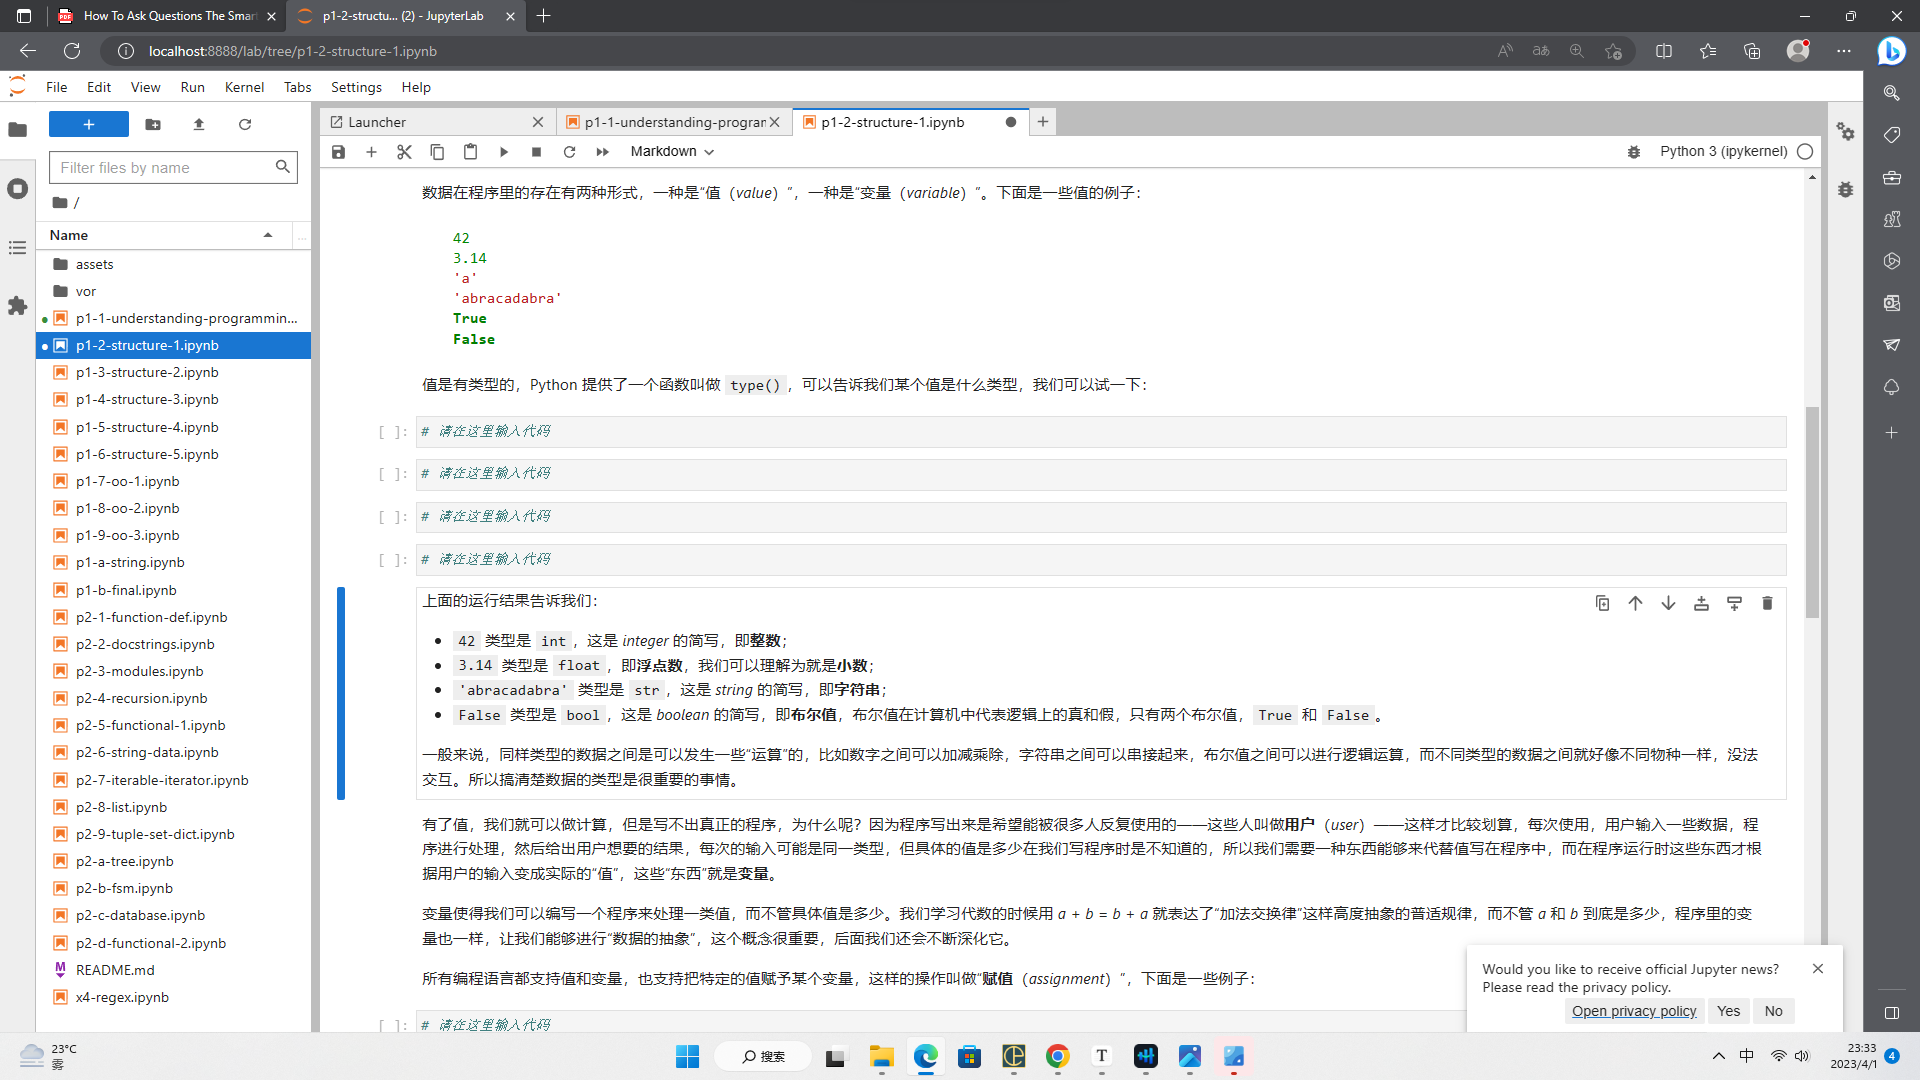 How To Ask Questions The Smar
p1-2-structu... (2) - JupyterLab
localhost:8888/lab/tree/p1-2-structure-1.ipynb
File Edit View Run Kernel Tabs Settings Help
Launcher
p1-1-understanding-program
p1-2-structure-1.ipynb
Markdown
Python 3 (ipykernel)
Filter files by name
/
Name
assets
vor
p1-1-understanding-programmin...
p1-2-structure-1.ipynb
p1-3-structure-2.ipynb
p1-4-structure-3.ipynb
p1-5-structure-4.ipynb
p1-6-structure-5.ipynb
p1-7-oo-1.ipynb
p1-8-oo-2.ipynb
p1-9-oo-3.ipynb
p1-a-string.ipynb
p1-b-final.ipynb
p2-1-function-def.ipynb
p2-2-docstrings.ipynb
p2-3-modules.ipynb
p2-4-recursion.ipynb
p2-5-functional-1.ipynb
p2-6-string-data.ipynb
p2-7-iterable-iterator.ipynb
p2-8-list.ipynb
p2-9-tuple-set-dict.ipynb
p2-a-tree.ipynb
p2-b-fsm.ipynb
p2-c-database.ipynb
p2-d-functional-2.ipynb
README.md
x4-regex.ipynb
数据在程序里的存在有两种形式，一种是“值（value）”，一种是“变量（variable）”。下面是一些值的例子：
42
3.14
'a'
'abracadabra'
True
False
值是有类型的，Python 提供了一个函数叫做 type()，可以告诉我们某个值是什么类型，我们可以试一下：
[ ]: # 请在这里输入代码
[ ]: # 请在这里输入代码
[ ]: # 请在这里输入代码
[ ]: # 请在这里输入代码
上面的运行结果告诉我们：
• 42 类型是 int，这是 integer 的简写，即整数；
• 3.14 类型是 float，即浮点数，我们可以理解为就是小数；
• 'abracadabra' 类型是 str，这是 string 的简写，即字符串；
• False 类型是 bool，这是 boolean 的简写，即布尔值，布尔值在计算机中代表逻辑上的真和假，只有两个布尔值，True 和 False。
一般来说，同样类型的数据之间是可以发生一些“运算”的，比如数字之间可以加减乘除，字符串之间可以串接起来，布尔值之间可以进行逻辑运算，而不同类型的数据之间就好像不同物种一样，没法
交互。所以搞清楚数据的类型是很重要的事情。
有了值，我们就可以做计算，但是写不出真正的程序，为什么呢？因为程序写出来是希望能被很多人反复使用的——这些人叫做用户（user）——这样才比较划算，每次使用，用户输入一些数据，程
序进行处理，然后给出用户想要的结果，每次的输入可能是同一类型，但具体的值是多少在我们写程序时是不知道的，所以我们需要一种东西能够来代替值写在程序中，而在程序运行时这些东西才根
据用户的输入变成实际的“值”，这些“东西”就是变量。
变量使得我们可以编写一个程序来处理一类值，而不管具体值是多少。我们学习代数的时候用 a + b = b + a 就表达了“加法交换律”这样高度抽象的普适规律，而不管 a 和 b 到底是多少，程序里的变
量也一样，让我们能够进行“数据的抽象”，这个概念很重要，后面我们还会不断深化它。
所有编程语言都支持值和变量，也支持把特定的值赋予某个变量，这样的操作叫做“赋值（assignment）”，下面是一些例子：
[ ]: # 请在这里输入代码
Would you like to receive official Jupyter news?
Please read the privacy policy.
Open privacy policy Yes No
23°C
雾
搜索
中
23:33
2023/4/1
4